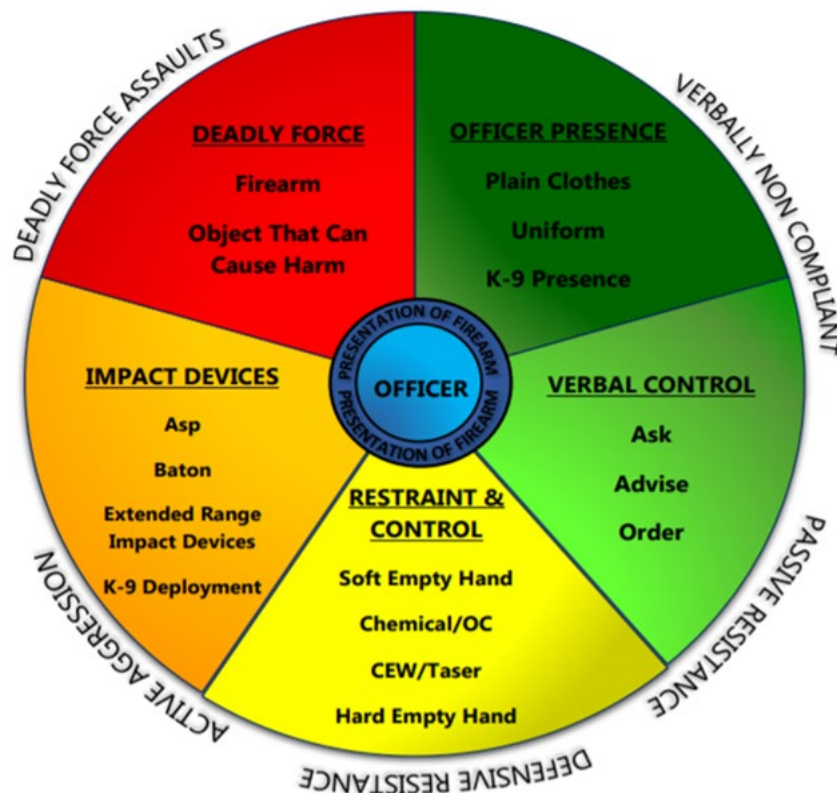 DEADLY FORCE ASSAULTS
VERBALLY NON COMPLIANT
PASSIVE RESISTANCE
DEFENSIVE RESISTANCE
ACTIVE AGGRESSION
DEADLY FORCE
Firearm
Object That Can
Cause Harm
OFFICER PRESENCE
Plain Clothes
Uniform
K-9 Presence
VERBAL CONTROL
Ask
Advise
Order
RESTRAINT &
CONTROL
Soft Empty Hand
Chemical/OC
CEW/Taser
Hard Empty Hand
IMPACT DEVICES
Asp
Baton
Extended Range
Impact Devices
K-9 Deployment
PRESENTATION OF FIREARM
OFFICER
PRESENTATION OF FIREARM